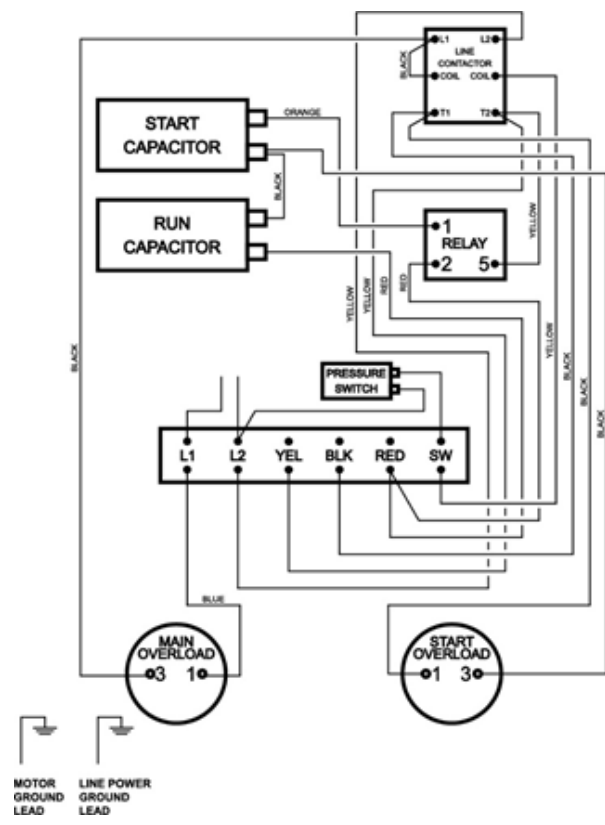 L1 L2
LINE
CONTACTOR
COIL COIL
T1 T2
BLACK
ORANGE
START
CAPACITOR
BLACK
RUN
CAPACITOR
1
RELAY
2 5
YELLOW
YELLOW
YELLOW
RED
RED
YELLOW
BLACK
BLACK
BLACK
BLACK
PRESSURE
SWITCH
L1 L2 YEL BLK RED SW
BLUE
MAIN
OVERLOAD
3 1
START
OVERLOAD
1 3
MOTOR
GROUND
LEAD
LINE POWER
GROUND
LEAD